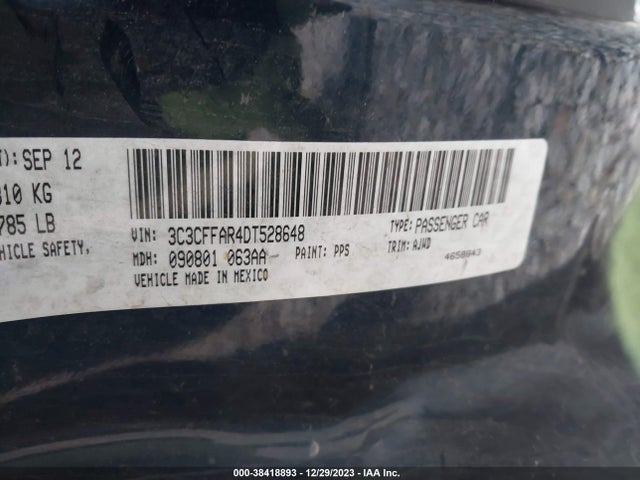 T): SEP 12
810 KG
785 LB
EHICLE SAFETY,
VIN: 3C3CFFAR4DT528648 TYPE: PASSENGER CAR
MDH: 090801 063AA PAINT: PPS TRIM: AJWD
VEHICLE MADE IN MEXICO 4658843
000-38418893 - 12/29/2023 - IAA Inc.